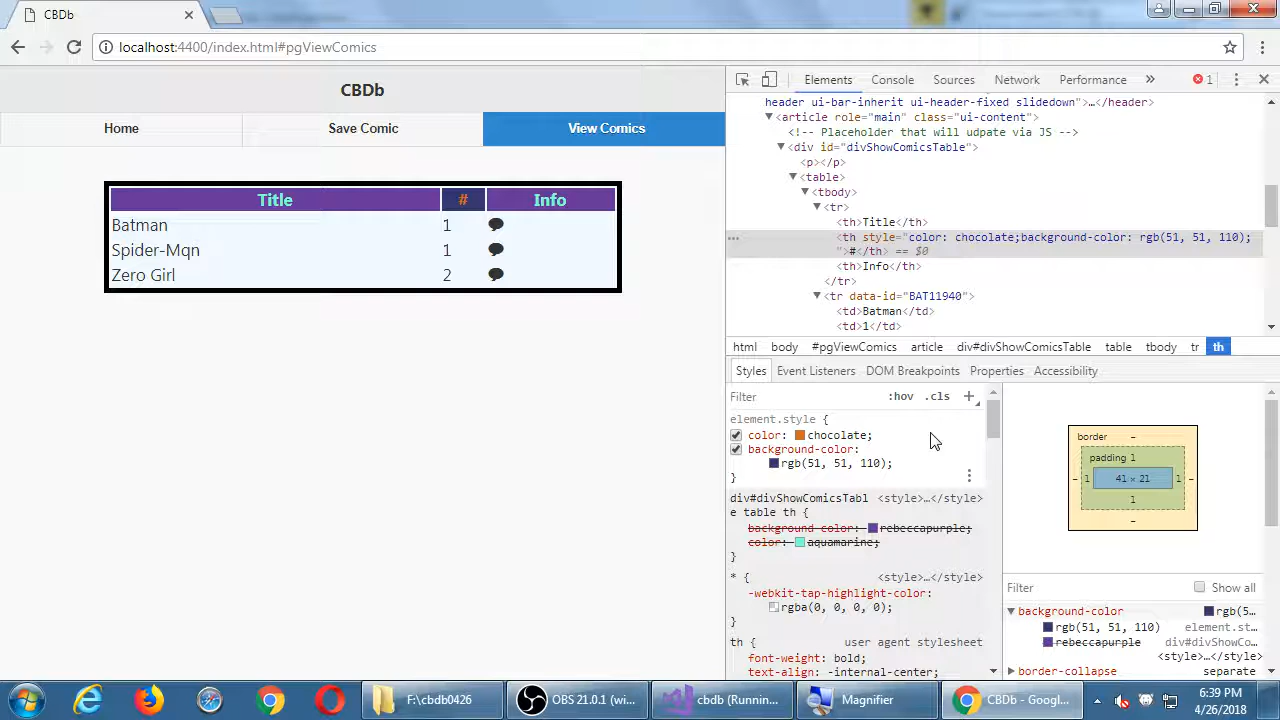 CBDb
localhost:4400/index.html#pgViewComics
CBDb
Home Save Comic View Comics
Title # Info
Batman 1
Spider-Mqn 1
Zero Girl 2
Elements Console Sources Network Performance » 1
header ui-bar-inherit ui-header-fixed slidedown">…</header>
<article role="main" class="ui-content">
<!-- Placeholder that will udpate via JS -->
<div id="divShowComicsTable">
<p></p>
<table>
<tbody>
<tr>
<th>Title</th>
... <th style="color: chocolate;background-color: rgb(51, 51, 110);
">#</th> == $0
<th>Info</th>
</tr>
<tr data-id="BAT11940">
<td>Batman</td>
<td>1</td>
html body #pgViewComics article div#divShowComicsTable table tbody tr th
Styles Event Listeners DOM Breakpoints Properties Accessibility
Filter :hov .cls +
element.style {
color: chocolate;
background-color:
rgb(51, 51, 110);
}
div#divShowComicsTabl <style>…</style>
e table th {
background-color: rebeccapurple;
color: aquamarine;
}
* { <style>…</style>
-webkit-tap-highlight-color:
rgba(0, 0, 0, 0);
}
th { user agent stylesheet
font-weight: bold;
text-align: -internal-center;
border –
padding 1
– 1 41 × 21 1 –
1
–
Filter Show all
background-color rgb(5…
rgb(51, 51, 110) element.st…
rebeccapurple div#divShowCo…
<style>…</style>
border-collapse separate
F:\cbdb0426 OBS 21.0.1 (wi... cbdb (Runnin... Magnifier CBDb - Googl...
6:39 PM
4/26/2018